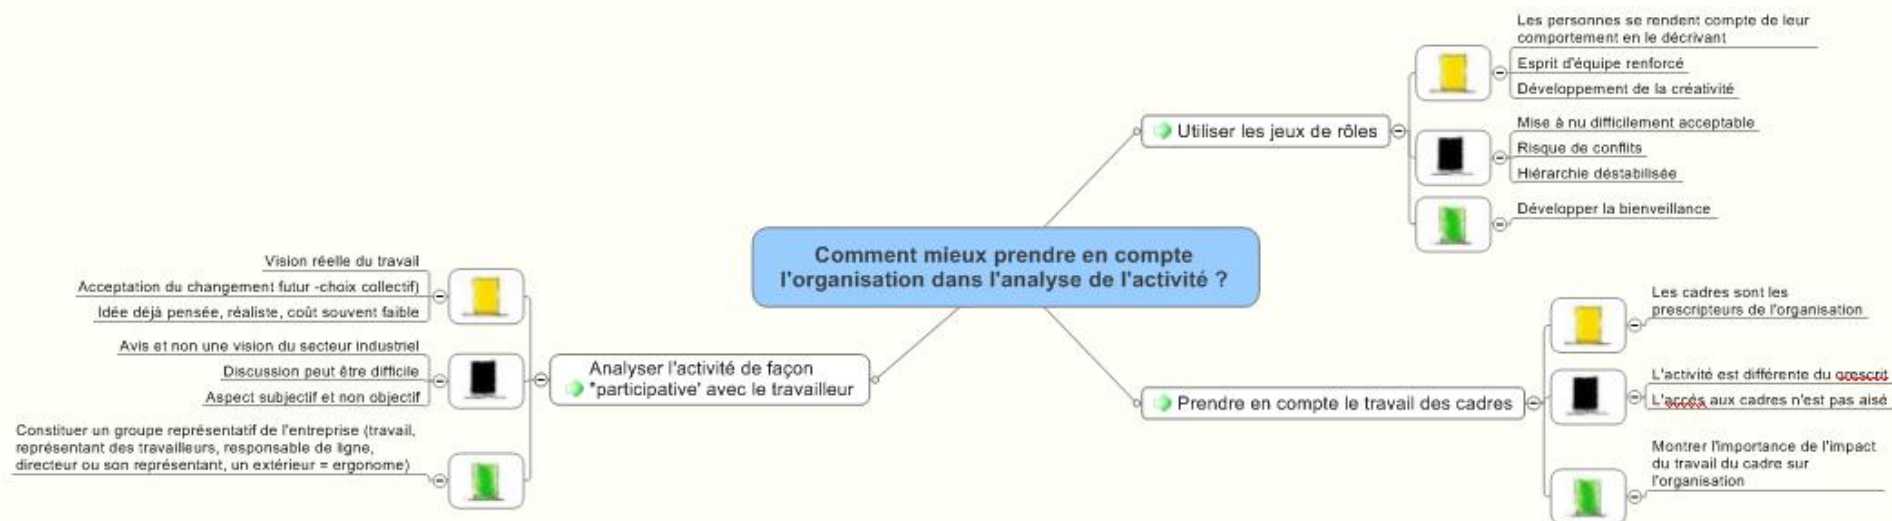 Comment mieux prendre en compte
l'organisation dans l'analyse de l'activité ?
Utiliser les jeux de rôles
Les personnes se rendent compte de leur
comportement en le décrivant
Esprit d'équipe renforcé
Développement de la créativité
Mise à nu difficilement acceptable
Risque de conflits
Hiérarchie déstabilisée
Développer la bienveillance
Prendre en compte le travail des cadres
Les cadres sont les
prescripteurs de l'organisation
L'activité est différente du prescrit
L'accès aux cadres n'est pas aisé
Montrer l'importance de l'impact
du travail du cadre sur
l'organisation
Analyser l'activité de façon
"participative' avec le travailleur
Vision réelle du travail
Acceptation du changement futur -choix collectif)
Idée déjà pensée, réaliste, coût souvent faible
Avis et non une vision du secteur industriel
Discussion peut être difficile
Aspect subjectif et non objectif
Constituer un groupe représentatif de l'entreprise (travail,
représentant des travailleurs, responsable de ligne,
directeur ou son représentant, un extérieur = ergonome)